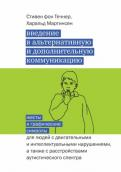 Стивен фон Течнер,
Харальд Мартинсен
введение
в альтернативную
и дополнительную
коммуникацию
жесты
и графические
символы
для людей с двигательными
и интеллектуальными нарушениями,
а также с расстройствами
аутистического спектра